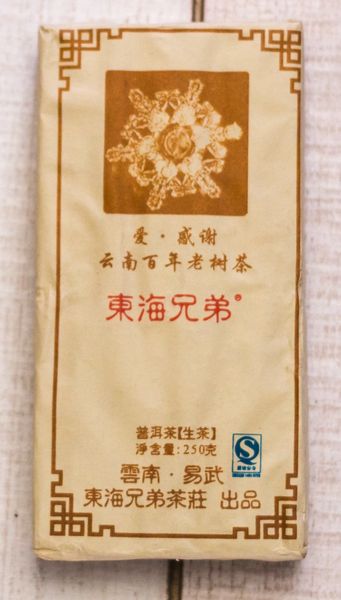 爱·感谢
云南百年老树茶
東海兄弟®
普洱茶【生茶】
淨含量:250克
雲南·易武
東海兄弟茶莊 出品